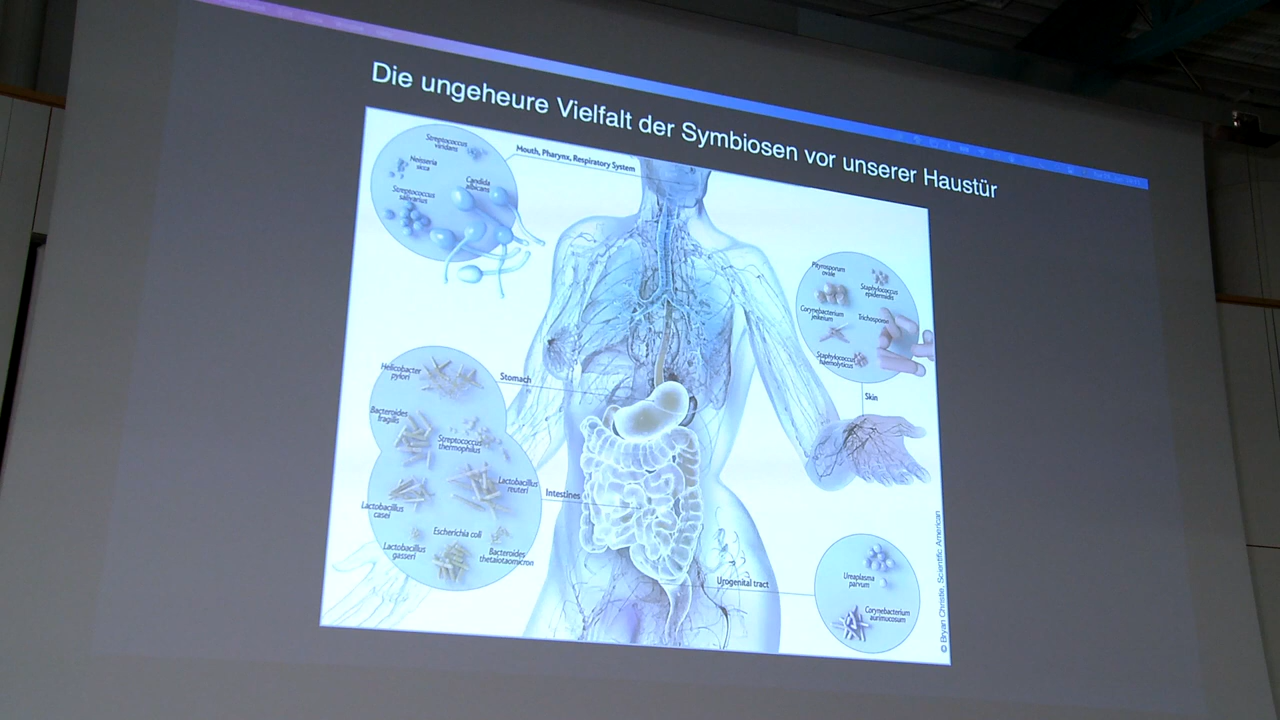 Die ungeheure Vielfalt der Symbiosen vor unserer Haustür
Streptococcus
viridans
Neisseria
sicca
Candida
albicans
Streptococcus
salivarius
Mouth, Pharynx, Respiratory System
Pityrosporum
ovale
Staphylococcus
epidermidis
Corynebacterium
jeikeium
Trichosporon
Staphylococcus
haemolyticus
Skin
Helicobacter
pylori
Stomach
Bacteroides
fragilis
Streptococcus
thermophilus
Lactobacillus
reuteri
Intestines
Lactobacillus
casei
Escherichia coli
Lactobacillus
gasseri
Bacteroides
thetaiotaomicron
Urogenital tract
Ureaplasma
parvum
Corynebacterium
aurimucosum
© Bryan Christie, Scientific American